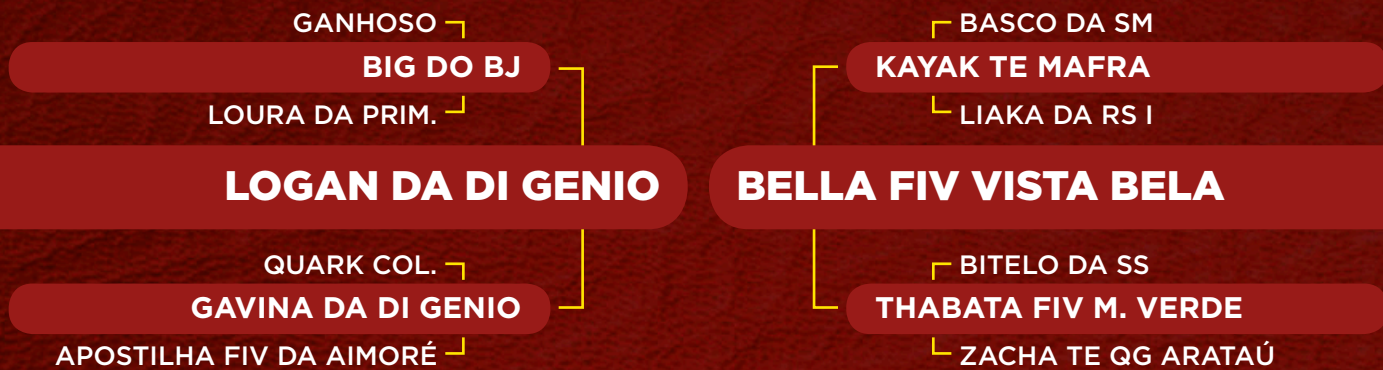 GANHOSO
BIG DO BJ
LOURA DA PRIM.
LOGAN DA DI GENIO
QUARK COL.
GAVINA DA DI GENIO
APOSTILHA FIV DA AIMORÉ
BASCO DA SM
KAYAK TE MAFRA
LIAKA DA RS I
BELLA FIV VISTA BELA
BITELO DA SS
THABATA FIV M. VERDE
ZACHA TE QG ARATAÚ